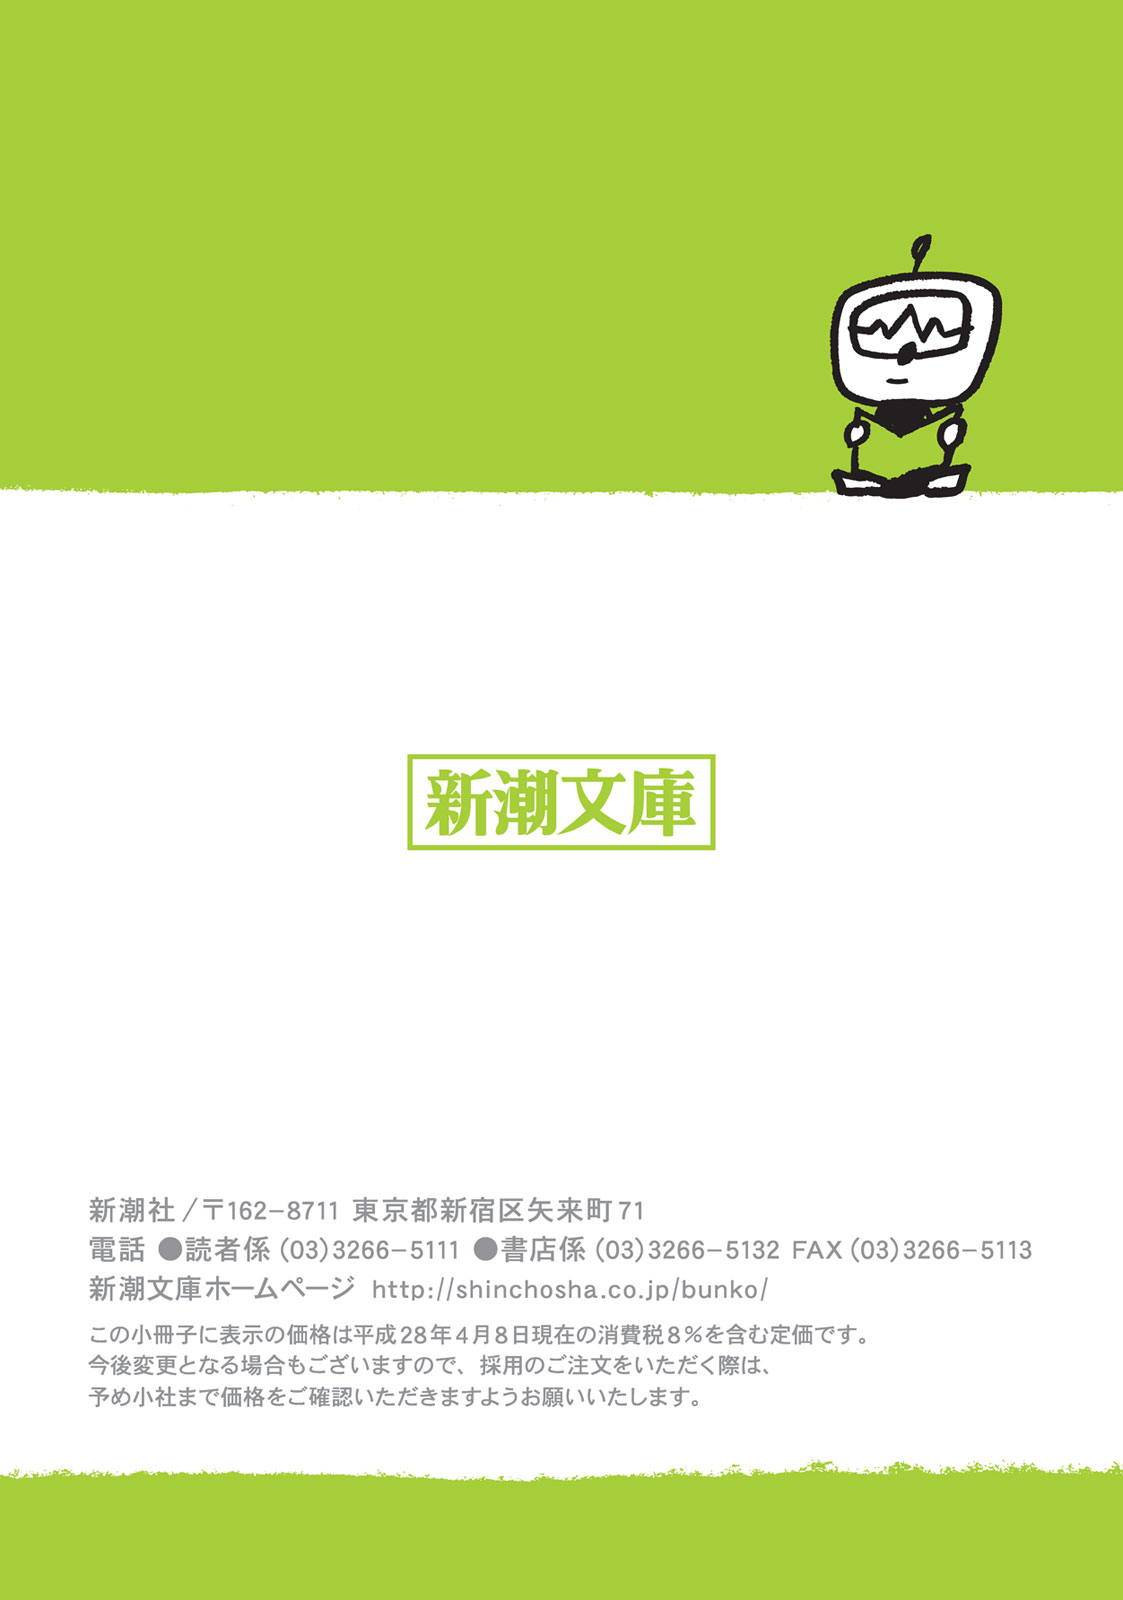 新潮文庫
新潮社/〒162-8711 東京都新宿区矢来町71
電話 ●読者係 (03)3266-5111 ●書店係 (03)3266-5132 FAX (03)3266-5113
新潮文庫ホームページ http://shinchosha.co.jp/bunko/
この小冊子に表示の価格は平成28年4月8日現在の消費税8%を含む定価です。
今後変更となる場合もございますので、採用のご注文をいただく際は、
予め小社まで価格をご確認いただきますようお願いいたします。